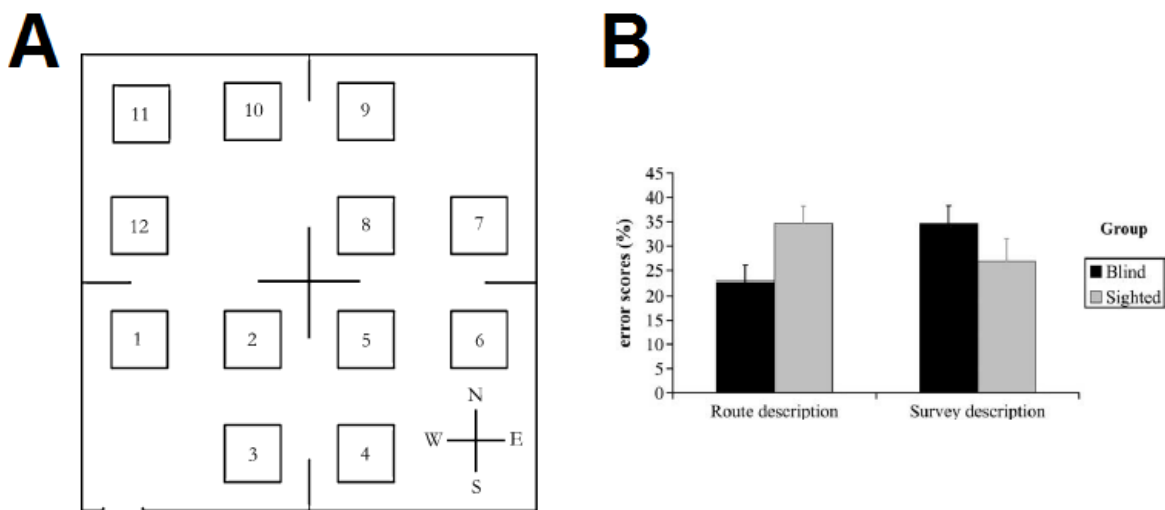 A
11
10
9
12
8
7
1
2
5
6
3
4
N
W E
S
B
error scores (%)
45
40
35
30
25
20
15
10
5
0
Route description Survey description
Group
Blind
Sighted